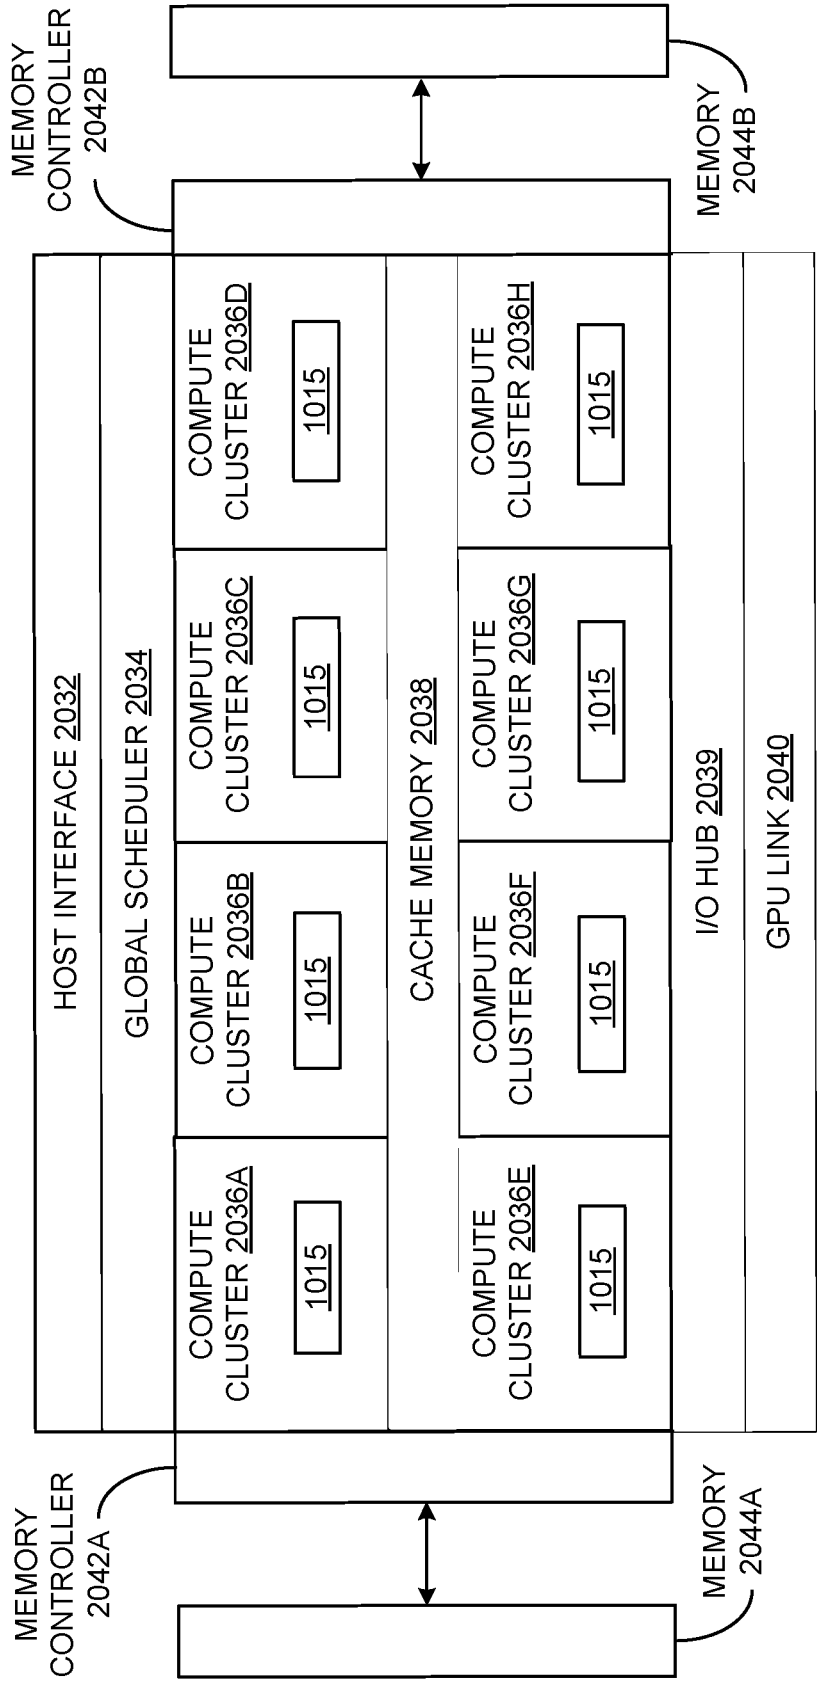 HOST INTERFACE 2032
GLOBAL SCHEDULER 2034
MEMORY
CONTROLLER
2042A
MEMORY
CONTROLLER
2042B
COMPUTE
CLUSTER 2036A
1015
COMPUTE
CLUSTER 2036B
1015
COMPUTE
CLUSTER 2036C
1015
COMPUTE
CLUSTER 2036D
1015
CACHE MEMORY 2038
COMPUTE
CLUSTER 2036E
1015
COMPUTE
CLUSTER 2036F
1015
COMPUTE
CLUSTER 2036G
1015
COMPUTE
CLUSTER 2036H
1015
I/O HUB 2039
GPU LINK 2040
MEMORY
2044A
MEMORY
2044B